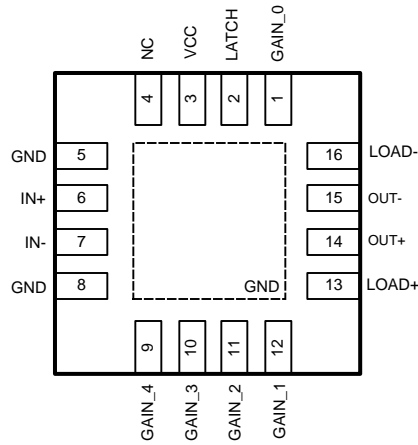 NC
VCC
LATCH
GAIN_0
4
3
2
1
GND 5
IN+ 6
IN- 7
GND 8
16 LOAD-
15 OUT-
14 OUT+
13 LOAD+
GND
9
10
11
12
GAIN_4
GAIN_3
GAIN_2
GAIN_1